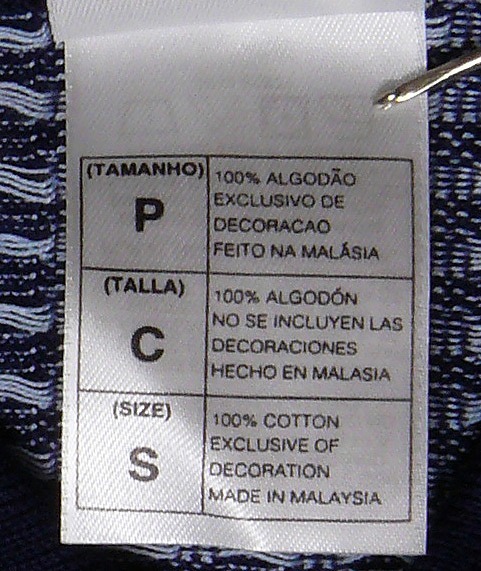 (TAMANHO)
P
100% ALGODÃO
EXCLUSIVO DE
DECORACAO
FEITO NA MALÁSIA
(TALLA)
C
100% ALGODÓN
NO SE INCLUYEN LAS
DECORACIONES
HECHO EN MALASIA
(SIZE)
S
100% COTTON
EXCLUSIVE OF
DECORATION
MADE IN MALAYSIA